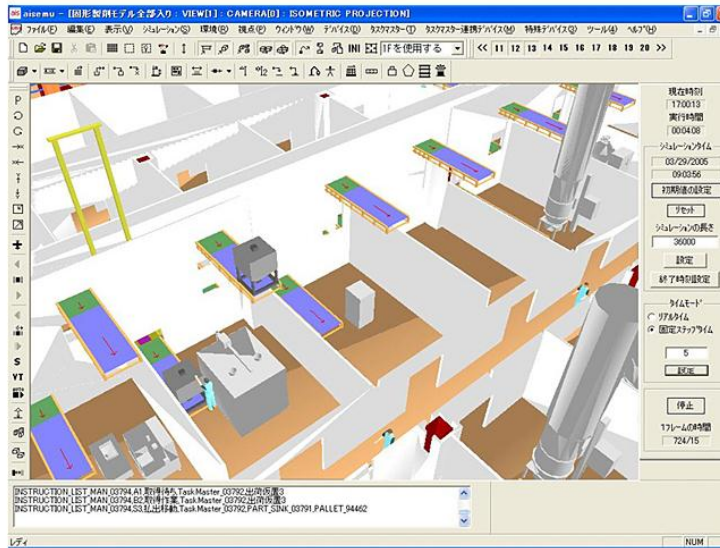 aisemu - [固形製剤モデル全部入り : VIEW[1] : CAMERA[0] : ISOMETRIC PROJECTION]
ファイル(F) 編集(E) 表示(V) シミュレーション(S) 環境(R) 視点(P) ウィンドウ(W) デバイス(D) タスクマスター(T) タスクマスター連携デバイス(M) 特殊デバイス(Q) ツール(4) ヘルプ(H)
INI 1Fを使用する << 11 12 13 14 15 16 17 18 19 20 >>
P
S
YT
現在時刻
17:00:13
実行時間
00:04:08
シミュレーションタイム
03/29/2005
09:03:56
初期値の設定
リセット
シミュレーションの長さ
36000
設定
終了時刻設定
タイムモード
リアルタイム
固定ステップタイム
5
設定
停止
1フレームの時間
724/15
INSTRUCTION_LIST_MAN_03794,A1,取得待ち,TaskMaster_03792,出荷仮置3
INSTRUCTION_LIST_MAN_03794,B2,取得作業,TaskMaster_03792,出荷仮置3
INSTRUCTION_LIST_MAN_03794,S3,払出移動,TaskMaster_03792,PART_SINK_03791,PALLET_94462
レディ
NUM